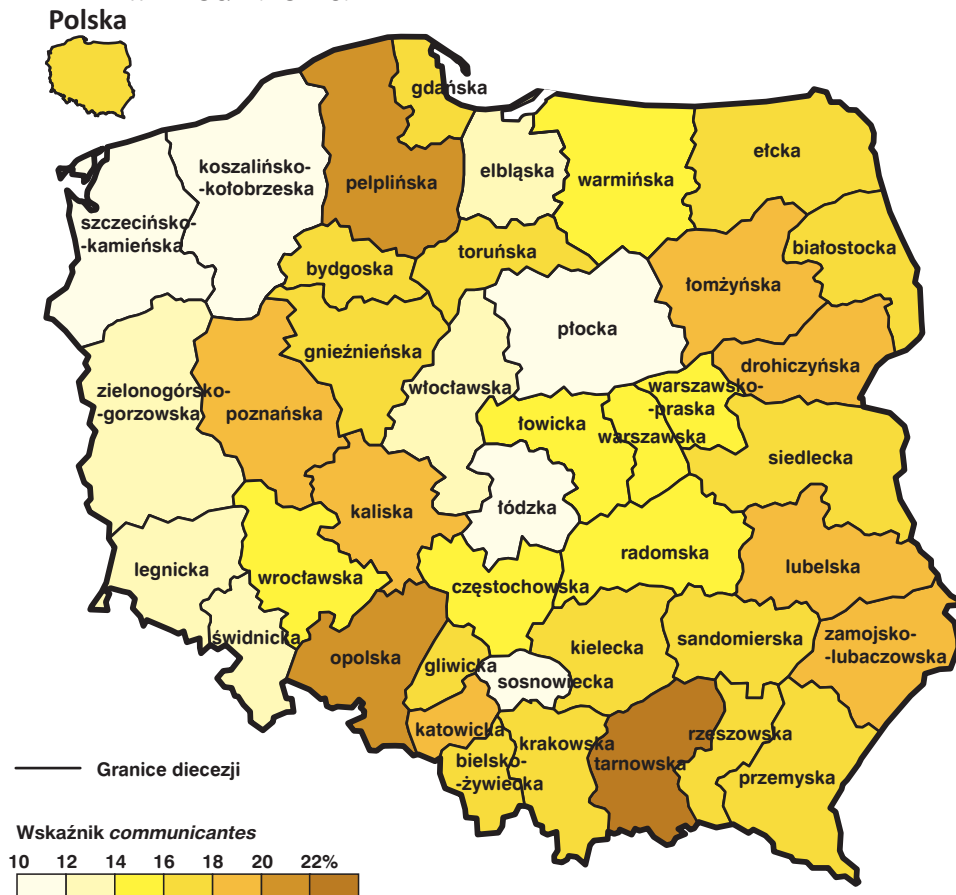 Polska
gdańska
koszalińsko-
-kołobrzeska
pelplińska
elbląska
warmińska
ełcka
szczecińsko-
-kamieńska
białostocka
bydgoska
toruńska
łomżyńska
płocka
gnieźnieńska
drohiczyńska
włocławska
zielonogórsko-
-gorzowska
poznańska
warszawsko-
-praska
łowicka
warszawska
siedlecka
kaliska
łódzka
radomska
lubelska
legnicka
wrocławska
częstochowska
świdnicka
opolska
gliwicka
kielecka
sandomierska
zamojsko-
-lubaczowska
sosnowiecka
katowicka
krakowska
rzeszowska
tarnowska
bielsko-
-żywiecka
przemyska
Granice diecezji
Wskaźnik communicantes
10 12 14 16 18 20 22%